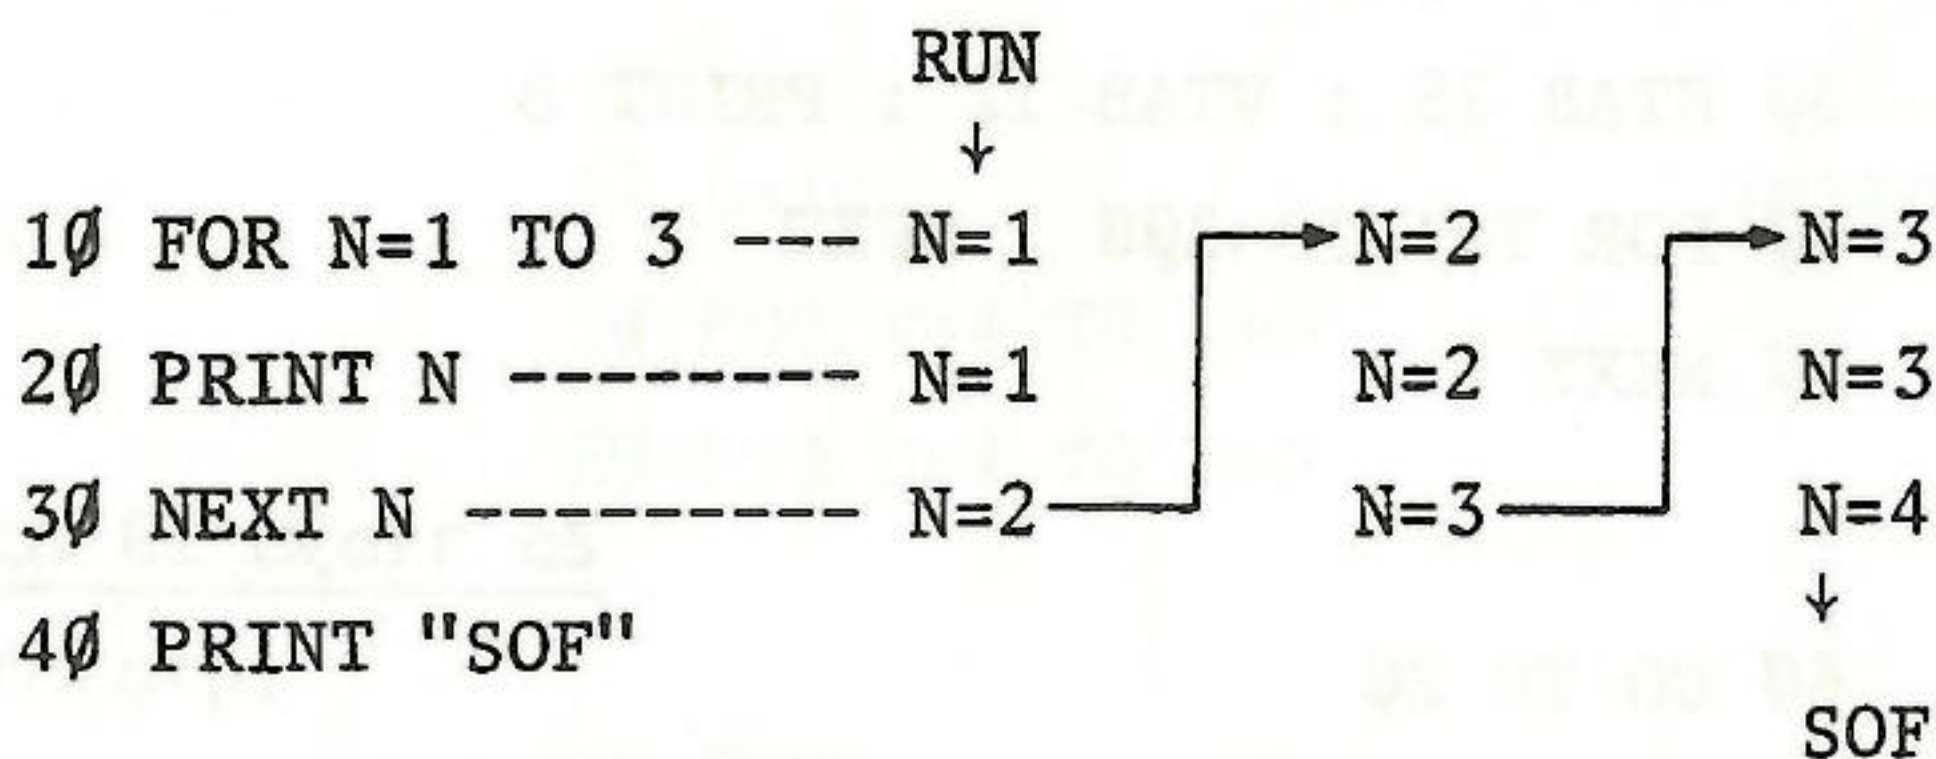 RUN
↓
1Ø FOR N=1 TO 3 --- N=1 N=2 N=3
2Ø PRINT N --------- N=1 N=2 N=3
3Ø NEXT N ---------- N=2 N=3 N=4
↓
4Ø PRINT "SOF"
SOF